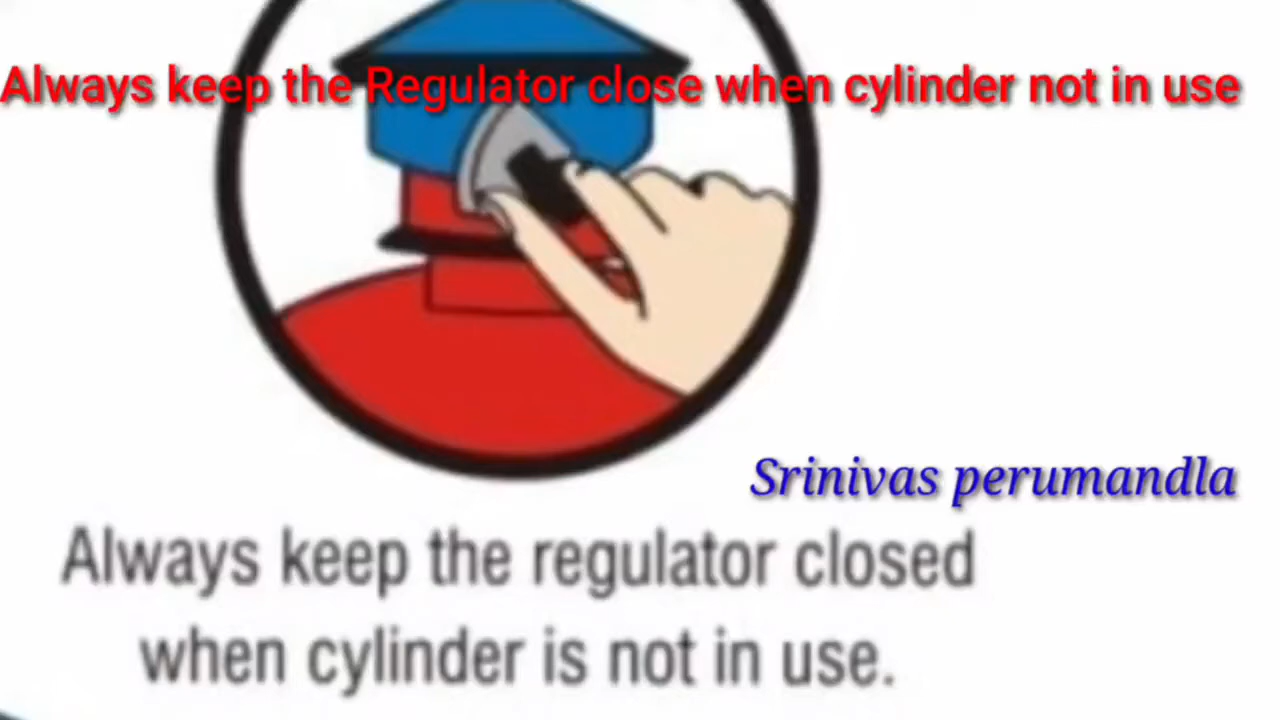 Always keep the Regulator close when cylinder not in use
Srinivas perumandla
Always keep the regulator closed
when cylinder is not in use.